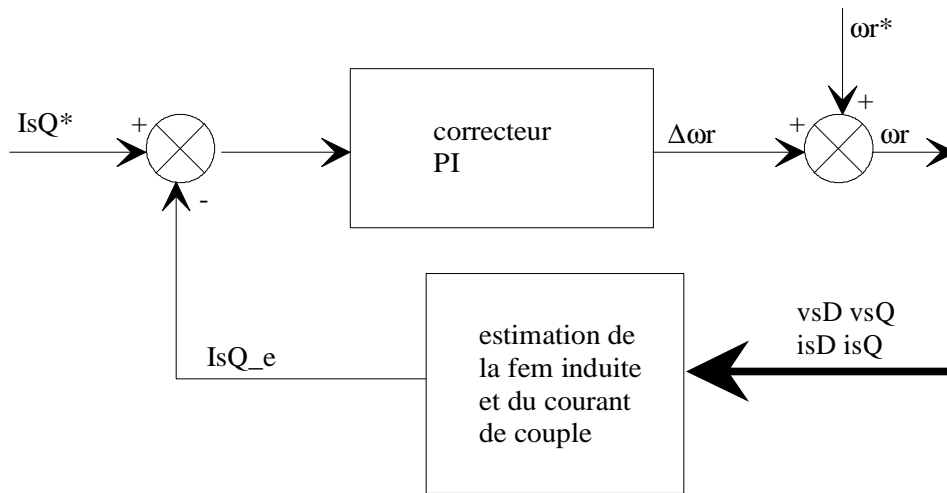 ωr*
IsQ*
+
+
+
correcteur
PI
Δωr
ωr
-
vsD vsQ
isD isQ
IsQ_e
estimation de
la fem induite
et du courant
de couple